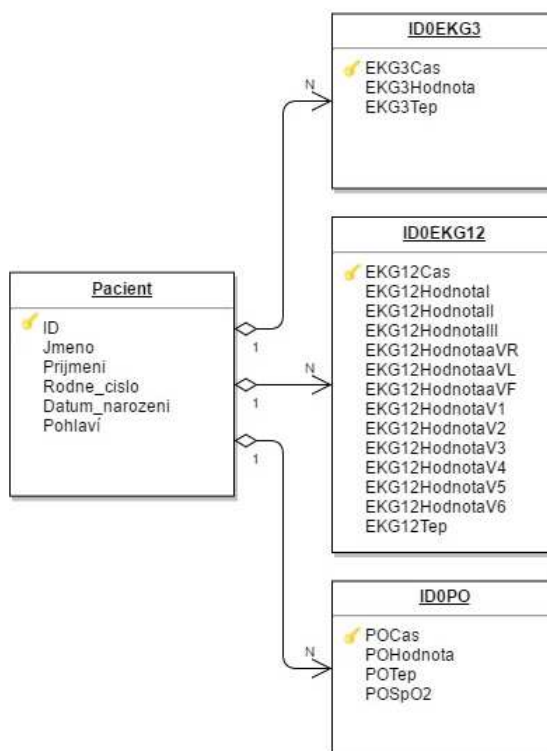 ID0EKG3
EKG3Cas
EKG3Hodnota
EKG3Tep
N
ID0EKG12
EKG12Cas
EKG12HodnotaI
EKG12HodnotaII
EKG12HodnotaIII
EKG12HodnotaaVR
EKG12HodnotaaVL
EKG12HodnotaaVF
EKG12HodnotaV1
EKG12HodnotaV2
EKG12HodnotaV3
EKG12HodnotaV4
EKG12HodnotaV5
EKG12HodnotaV6
EKG12Tep
N
Pacient
ID
Jmeno
Prijmeni
Rodne_cislo
Datum_narozeni
Pohlaví
1
1
1
N
ID0PO
POCas
POHodnota
POTep
POSpO2